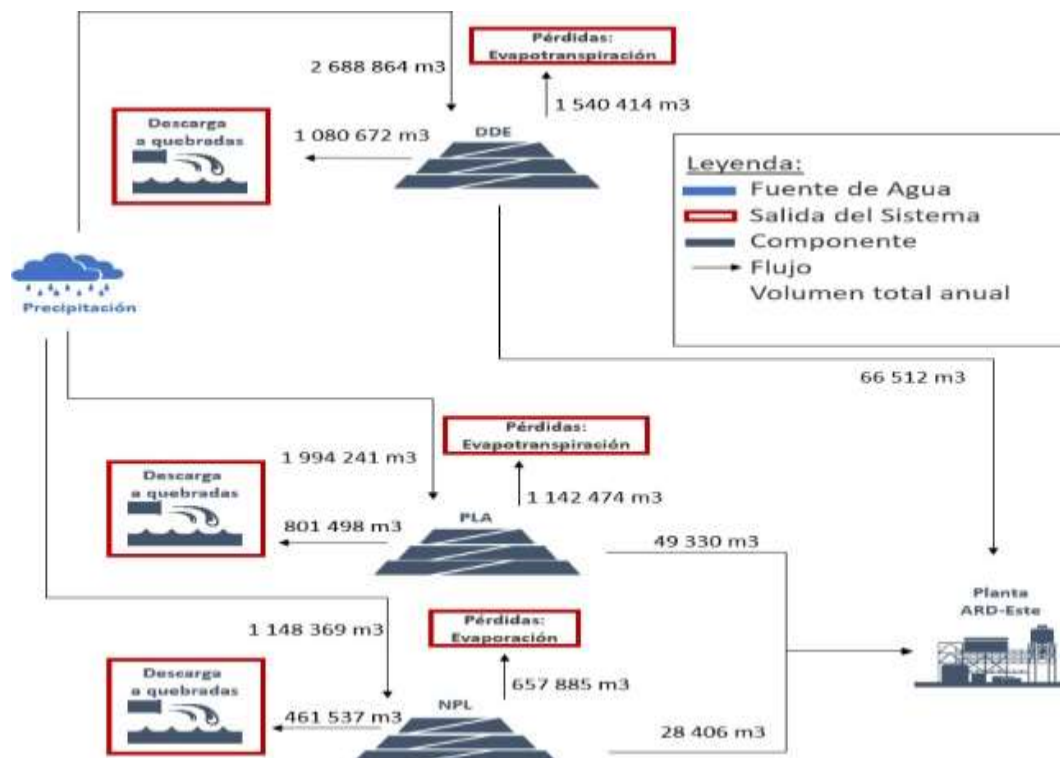 Pérdidas:
Evapotranspiración
2 688 864 m3
1 540 414 m3
Descarga
a quebradas
1 080 672 m3
DDE
Leyenda:
Fuente de Agua
Salida del Sistema
Componente
Flujo
Volumen total anual
Precipitación
66 512 m3
Pérdidas:
Evapotranspiración
1 994 241 m3
Descarga
a quebradas
1 142 474 m3
801 498 m3
PLA
49 330 m3
Planta
ARD-Este
1 148 369 m3
Pérdidas:
Evaporación
Descarga
a quebradas
657 885 m3
461 537 m3
NPL
28 406 m3